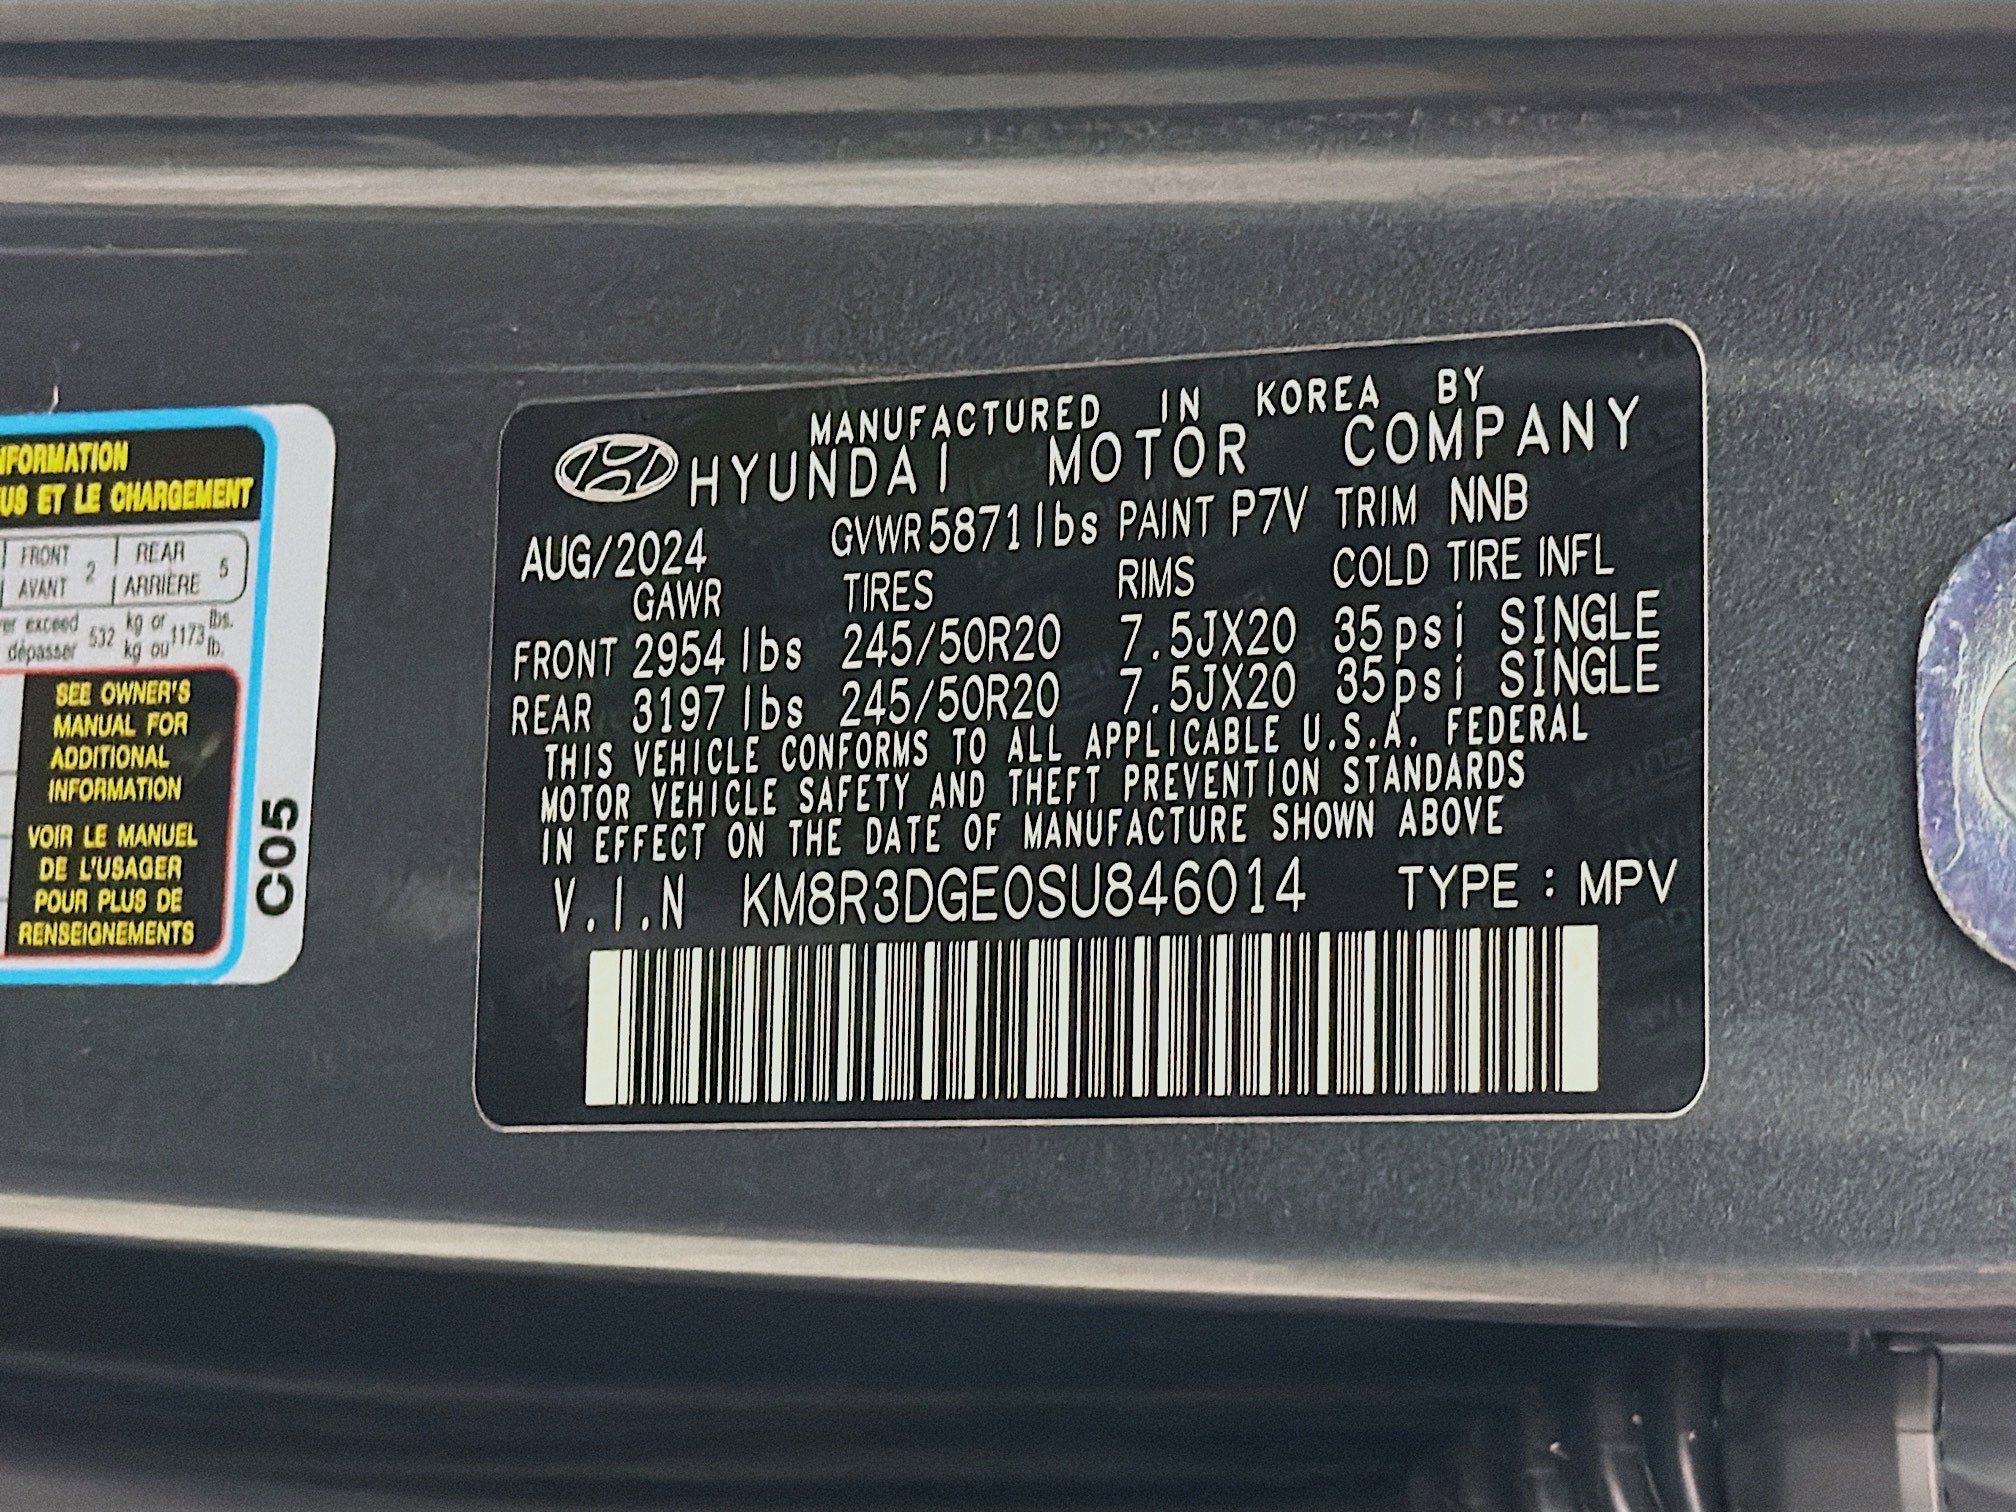 INFORMATION
US ET LE CHARGEMENT
FRONT AVANT 2 REAR ARRIÈRE 5
exceed dépasser 532 kg or kg ou 1173 lbs. lb.
SEE OWNER'S
MANUAL FOR
ADDITIONAL
INFORMATION
VOIR LE MANUEL
DE L'USAGER
POUR PLUS DE
RENSEIGNEMENTS
C05
MANUFACTURED IN KOREA BY
HYUNDAI MOTOR COMPANY
AUG/2024 GVWR 5871lbs PAINT P7V TRIM NNB
GAWR TIRES RIMS COLD TIRE INFL
FRONT 2954 lbs 245/50R20 7.5JX20 35psi SINGLE
REAR 3197 lbs 245/50R20 7.5JX20 35psi SINGLE
THIS VEHICLE CONFORMS TO ALL APPLICABLE U.S.A. FEDERAL
MOTOR VEHICLE SAFETY AND THEFT PREVENTION STANDARDS
IN EFFECT ON THE DATE OF MANUFACTURE SHOWN ABOVE
V.I.N KM8R3DGE0SU846014 TYPE : MPV